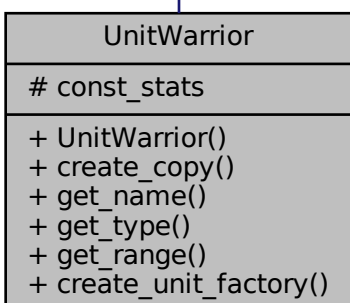 UnitWarrior
# const_stats
+ UnitWarrior()
+ create_copy()
+ get_name()
+ get_type()
+ get_range()
+ create_unit_factory()